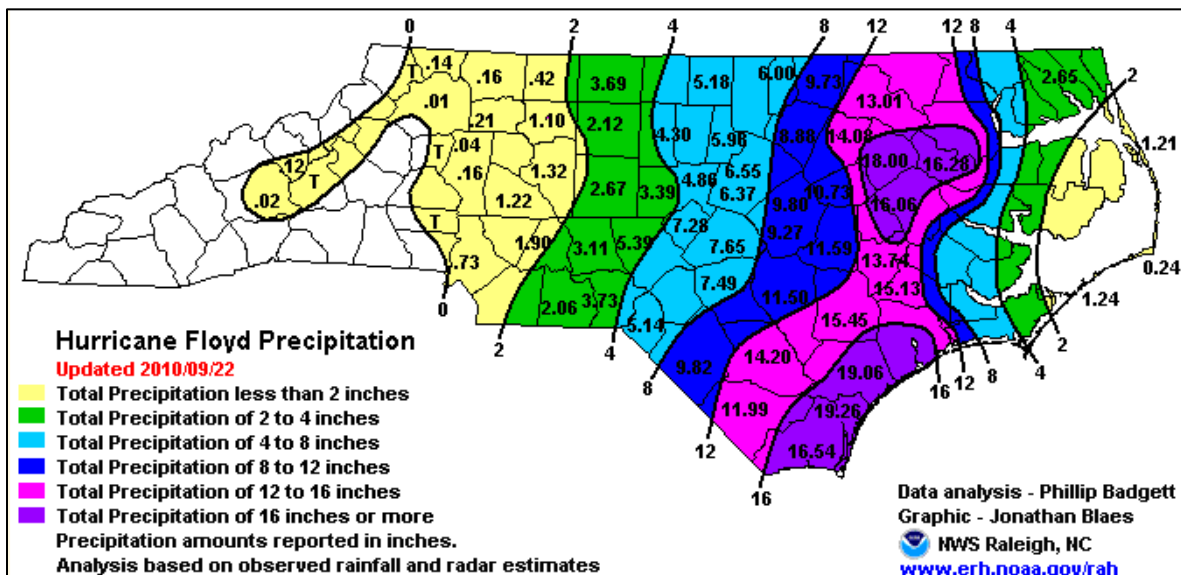 0 2 4 8 12 12 8 4
T .14 .16 .42 3.69 5.18 6.00 9.73 2.65 2
.01 13.01
.21 1.10 2.12 4.30 5.98 8.88 14.08 1.21
.12 T T .04 .16 1.32 4.86 6.55 18.00 16.28
.02 1.22 2.67 3.39 6.37 9.80 10.73 16.06
T 1.90 3.11 5.39 7.28 7.65 9.27 11.59 13.74
.73 7.49 11.50 15.13 0.24
0 2.06 3.73 5.14 15.45 1.24
2 4 8 9.82 14.20 19.06 16 12 8 4 2
Hurricane Floyd Precipitation
Updated 2010/09/22
Total Precipitation less than 2 inches
Total Precipitation of 2 to 4 inches
Total Precipitation of 4 to 8 inches
11.99 19.26
12 16.54
Total Precipitation of 8 to 12 inches
Total Precipitation of 12 to 16 inches
16
Total Precipitation of 16 inches or more
Precipitation amounts reported in inches.
Analysis based on observed rainfall and radar estimates
Data analysis - Phillip Badgett
Graphic - Jonathan Blaes
NWS Raleigh, NC
www.erh.noaa.gov/rah